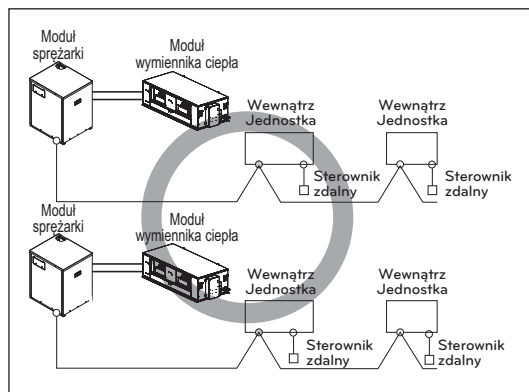 Moduł
sprężarki
Moduł
wymiennika ciepła
Wewnątrz
Jednostka
Wewnątrz
Jednostka
Sterownik
zdalny
Sterownik
zdalny
Moduł
sprężarki
Moduł
wymiennika ciepła
Wewnątrz
Jednostka
Wewnątrz
Jednostka
Sterownik
zdalny
Sterownik
zdalny